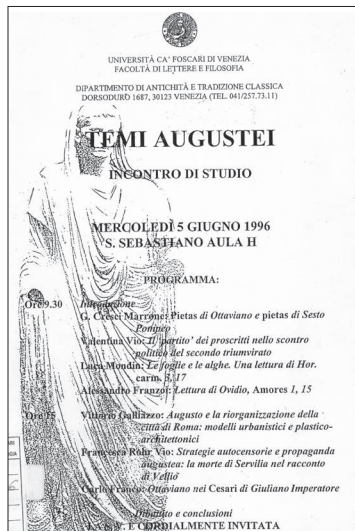 UNIVERSITÀ CA' FOSCARI DI VENEZIA
FACOLTÀ DI LETTERE E FILOSOFIA
DIPARTIMENTO DI ANTICHITÀ E TRADIZIONE CLASSICA
DORSODURO 1687, 30123 VENEZIA (TEL. 041/257.73.11)
TEMI AUGUSTEI
INCONTRO DI STUDIO
MERCOLEDÌ 5 GIUGNO 1996
S. SEBASTIANO AULA H
PROGRAMMA:
Ore 9.30 Introduzione
G. Cresci Marrone: Pietas di Ottaviano e pietas di Sesto
Pompeo
Valentina Vio: Il 'partito' dei proscritti nello scontro
politico del secondo triumvirato
Luca Mondin: Le foglie e le alghe. Una lettura di Hor.
carm. 3, 17
Alessandro Franzoi: Lettura di Ovidio, Amores 1, 15
Ore 15 Vittorio Galliazzo: Augusto e la riorganizzazione della
città di Roma: modelli urbanistici e plastico-
architettonici
Francesca Rohr Vio: Strategie autocensorie e propaganda
augustea: la morte di Servilia nel racconto
di Velleio
Carlo Franco: Ottaviano nei Cesari di Giuliano Imperatore
Dibattito e conclusioni
LA S.V. È CORDIALMENTE INVITATA